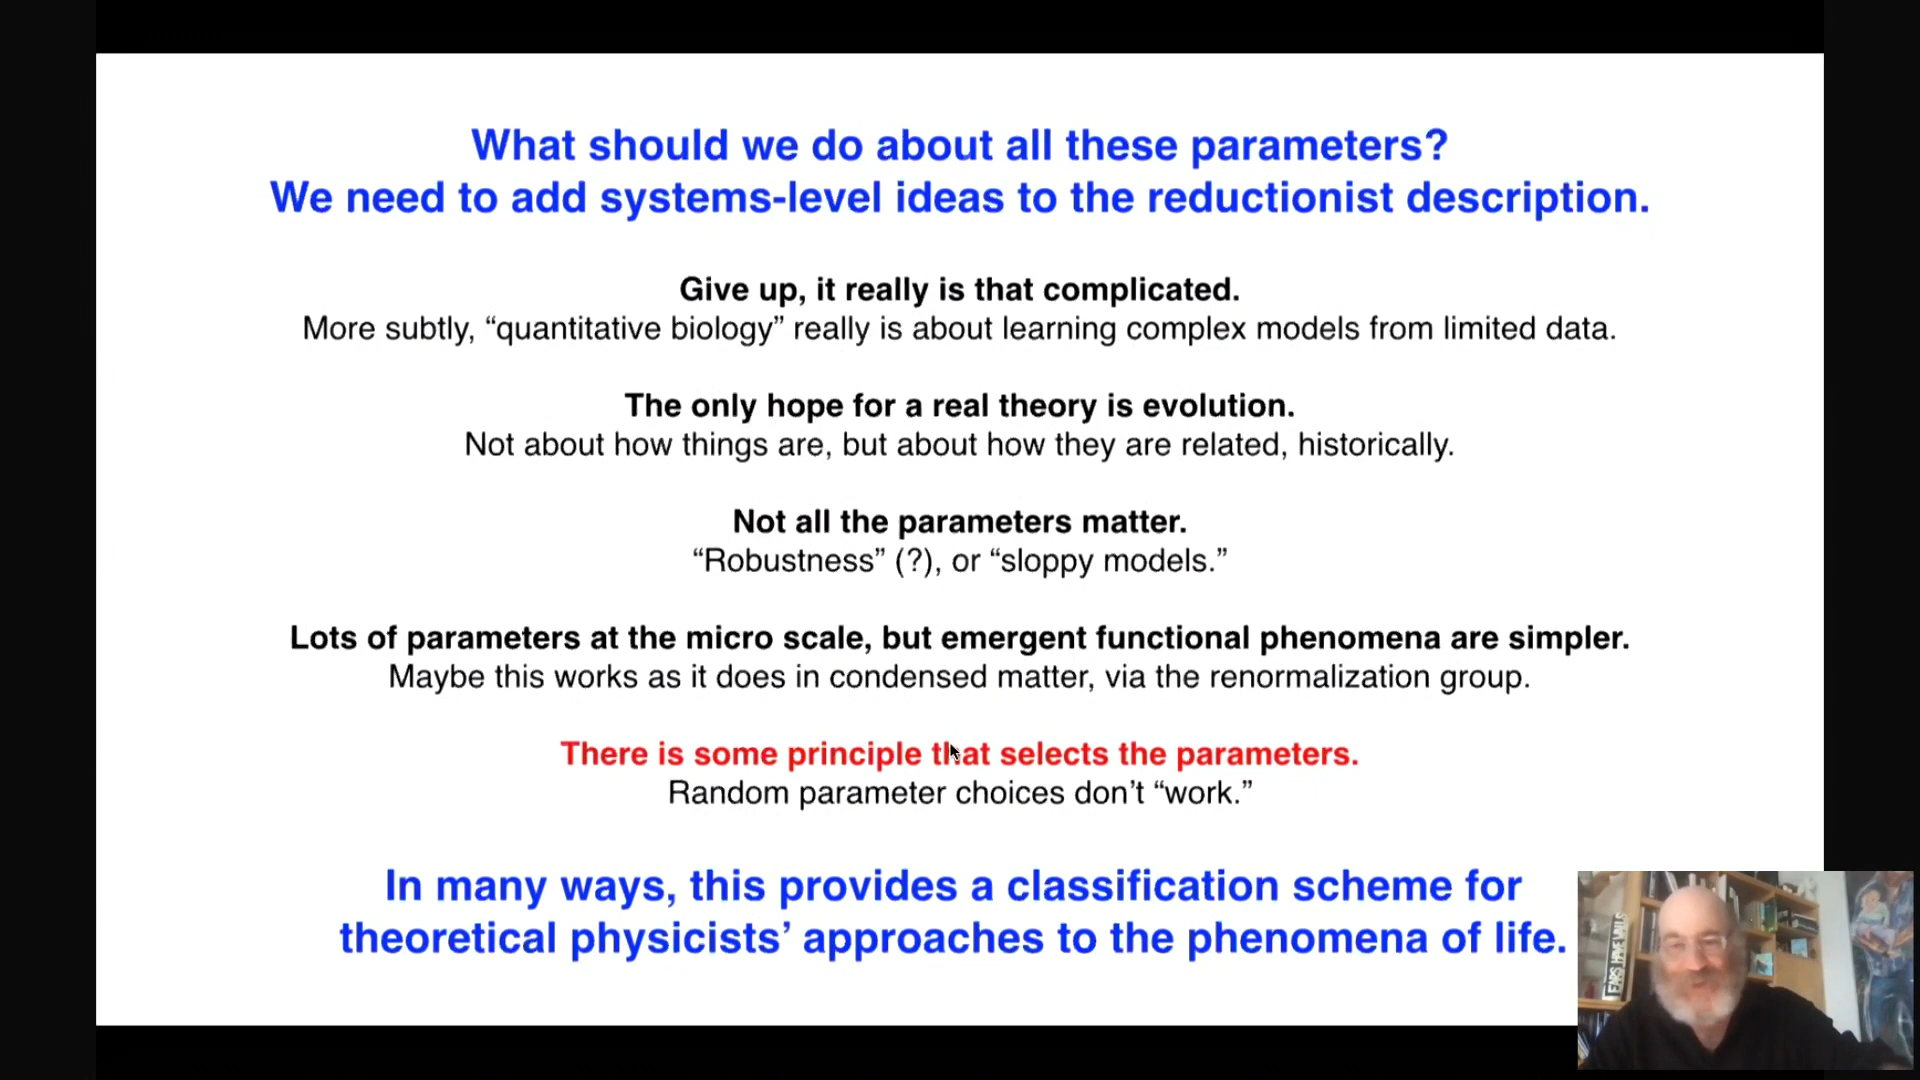 What should we do about all these parameters?
We need to add systems-level ideas to the reductionist description.
Give up, it really is that complicated.
More subtly, “quantitative biology” really is about learning complex models from limited data.
The only hope for a real theory is evolution.
Not about how things are, but about how they are related, historically.
Not all the parameters matter.
“Robustness” (?), or “sloppy models.”
Lots of parameters at the micro scale, but emergent functional phenomena are simpler.
Maybe this works as it does in condensed matter, via the renormalization group.
There is some principle that selects the parameters.
Random parameter choices don’t “work.”
In many ways, this provides a classification scheme for
theoretical physicists’ approaches to the phenomena of life.
EARS HAVE WALLS